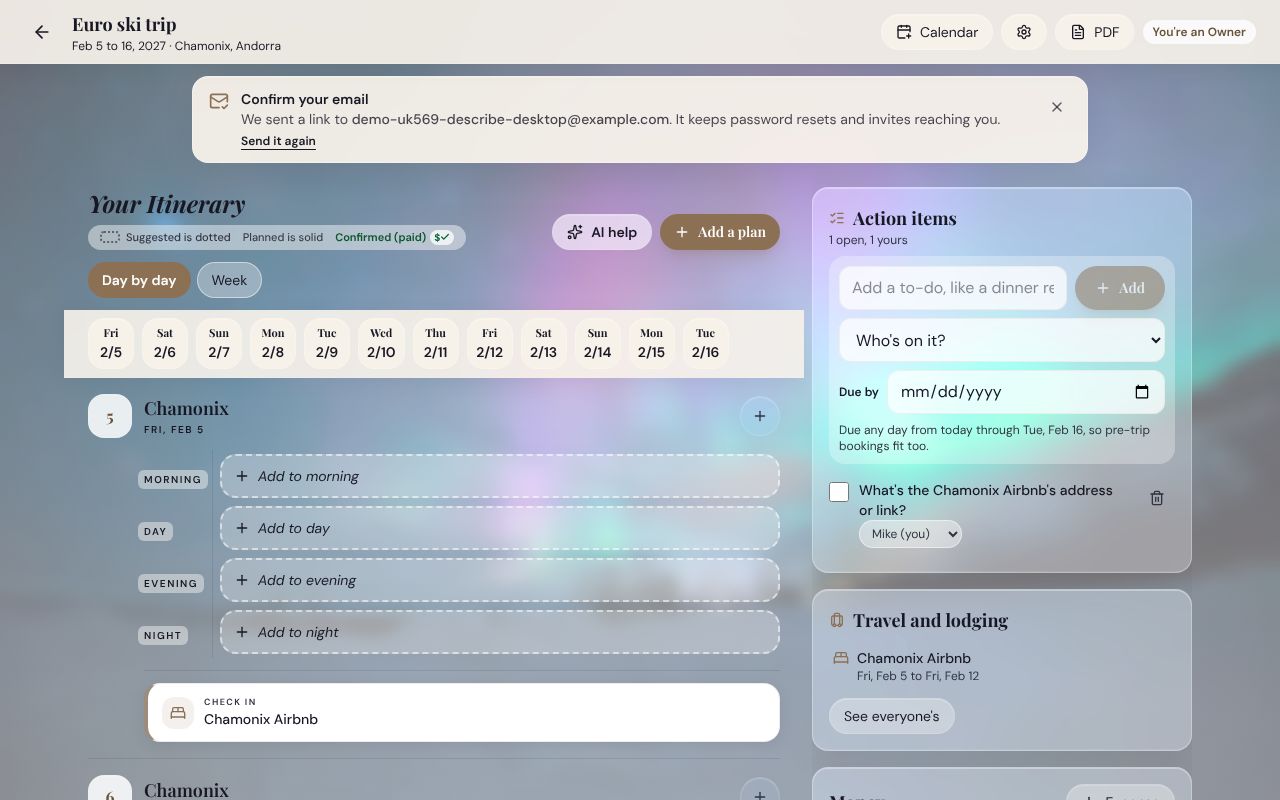 Euro ski trip
Feb 5 to 16, 2027 · Chamonix, Andorra
Calendar
PDF
You're an Owner
Confirm your email
We sent a link to demo-uk569-describe-desktop@example.com. It keeps password resets and invites reaching you.
Send it again
Your Itinerary
Suggested is dotted Planned is solid Confirmed (paid) $✓
AI help
+ Add a plan
Day by day
Week
Fri Sat Sun Mon Tue Wed Thu Fri Sat Sun Mon Tue
2/5 2/6 2/7 2/8 2/9 2/10 2/11 2/12 2/13 2/14 2/15 2/16
5 Chamonix
FRI, FEB 5
+
MORNING + Add to morning
DAY + Add to day
EVENING + Add to evening
NIGHT + Add to night
CHECK IN
Chamonix Airbnb
6 Chamonix
+
Action items
1 open, 1 yours
Add a to-do, like a dinner re
+ Add
Who's on it?
Due by mm/dd/yyyy
Due any day from today through Tue, Feb 16, so pre-trip
bookings fit too.
What's the Chamonix Airbnb's address
or link?
Mike (you)
Travel and lodging
Chamonix Airbnb
Fri, Feb 5 to Fri, Feb 12
See everyone's